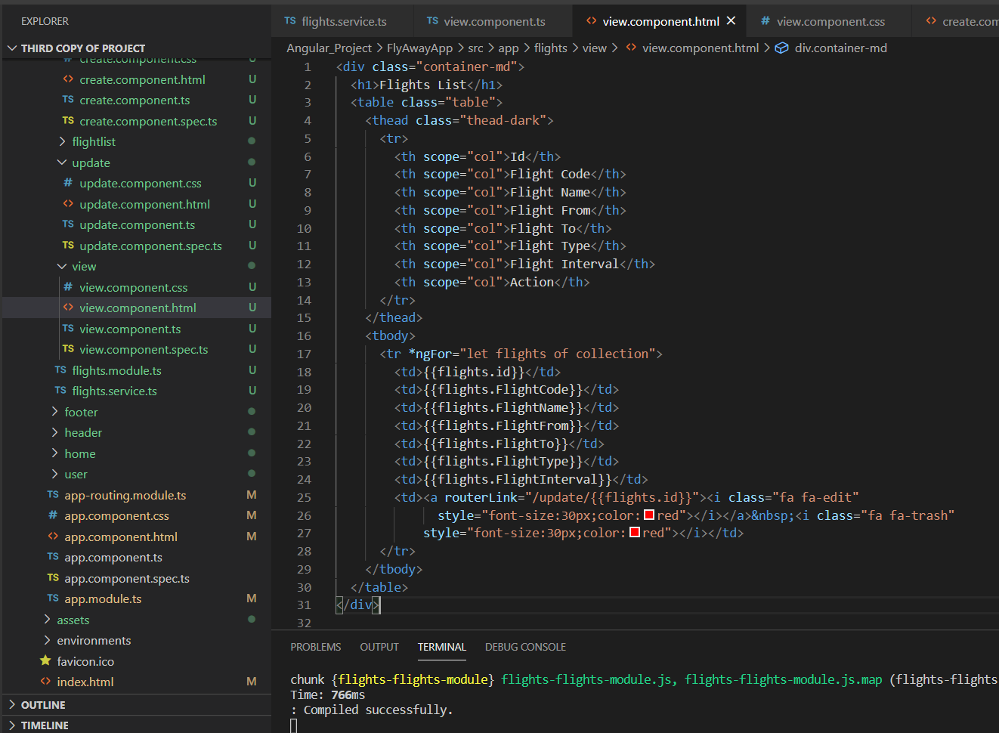 EXPLORER
THIRD COPY OF PROJECT
create.component.css U
create.component.html U
create.component.ts U
create.component.spec.ts U
flightlist
update
update.component.css U
update.component.html U
update.component.ts U
update.component.spec.ts U
view
view.component.css U
view.component.html U
view.component.ts U
view.component.spec.ts U
flights.module.ts U
flights.service.ts U
footer
header
home
user
app-routing.module.ts M
app.component.css M
app.component.html M
app.component.ts
app.component.spec.ts
app.module.ts M
assets
environments
favicon.ico
index.html M
OUTLINE
TIMELINE
flights.service.ts view.component.ts view.component.html view.component.css
Angular_Project > FlyAwayApp > src > app > flights > view > view.component.html > div.container-md
1 <div class="container-md">
2 <h1>Flights List</h1>
3 <table class="table">
4 <thead class="thead-dark">
5 <tr>
6 <th scope="col">Id</th>
7 <th scope="col">Flight Code</th>
8 <th scope="col">Flight Name</th>
9 <th scope="col">Flight From</th>
10 <th scope="col">Flight To</th>
11 <th scope="col">Flight Type</th>
12 <th scope="col">Flight Interval</th>
13 <th scope="col">Action</th>
14 </tr>
15 </thead>
16 <tbody>
17 <tr *ngFor="let flights of collection">
18 <td>{{flights.id}}</td>
19 <td>{{flights.FlightCode}}</td>
20 <td>{{flights.FlightName}}</td>
21 <td>{{flights.FlightFrom}}</td>
22 <td>{{flights.FlightTo}}</td>
23 <td>{{flights.FlightType}}</td>
24 <td>{{flights.FlightInterval}}</td>
25 <td><a routerLink="/update/{{flights.id}}"><i class="fa fa-edit"
26 style="font-size:30px;color:red"></i></a>&nbsp;<i class="fa fa-trash"
27 style="font-size:30px;color:red"></i></td>
28 </tr>
29 </tbody>
30 </table>
31 </div>
32
PROBLEMS OUTPUT TERMINAL DEBUG CONSOLE
chunk {flights-flights-module} flights-flights-module.js, flights-flights-module.js.map (flights-flights
Time: 766ms
: Compiled successfully.